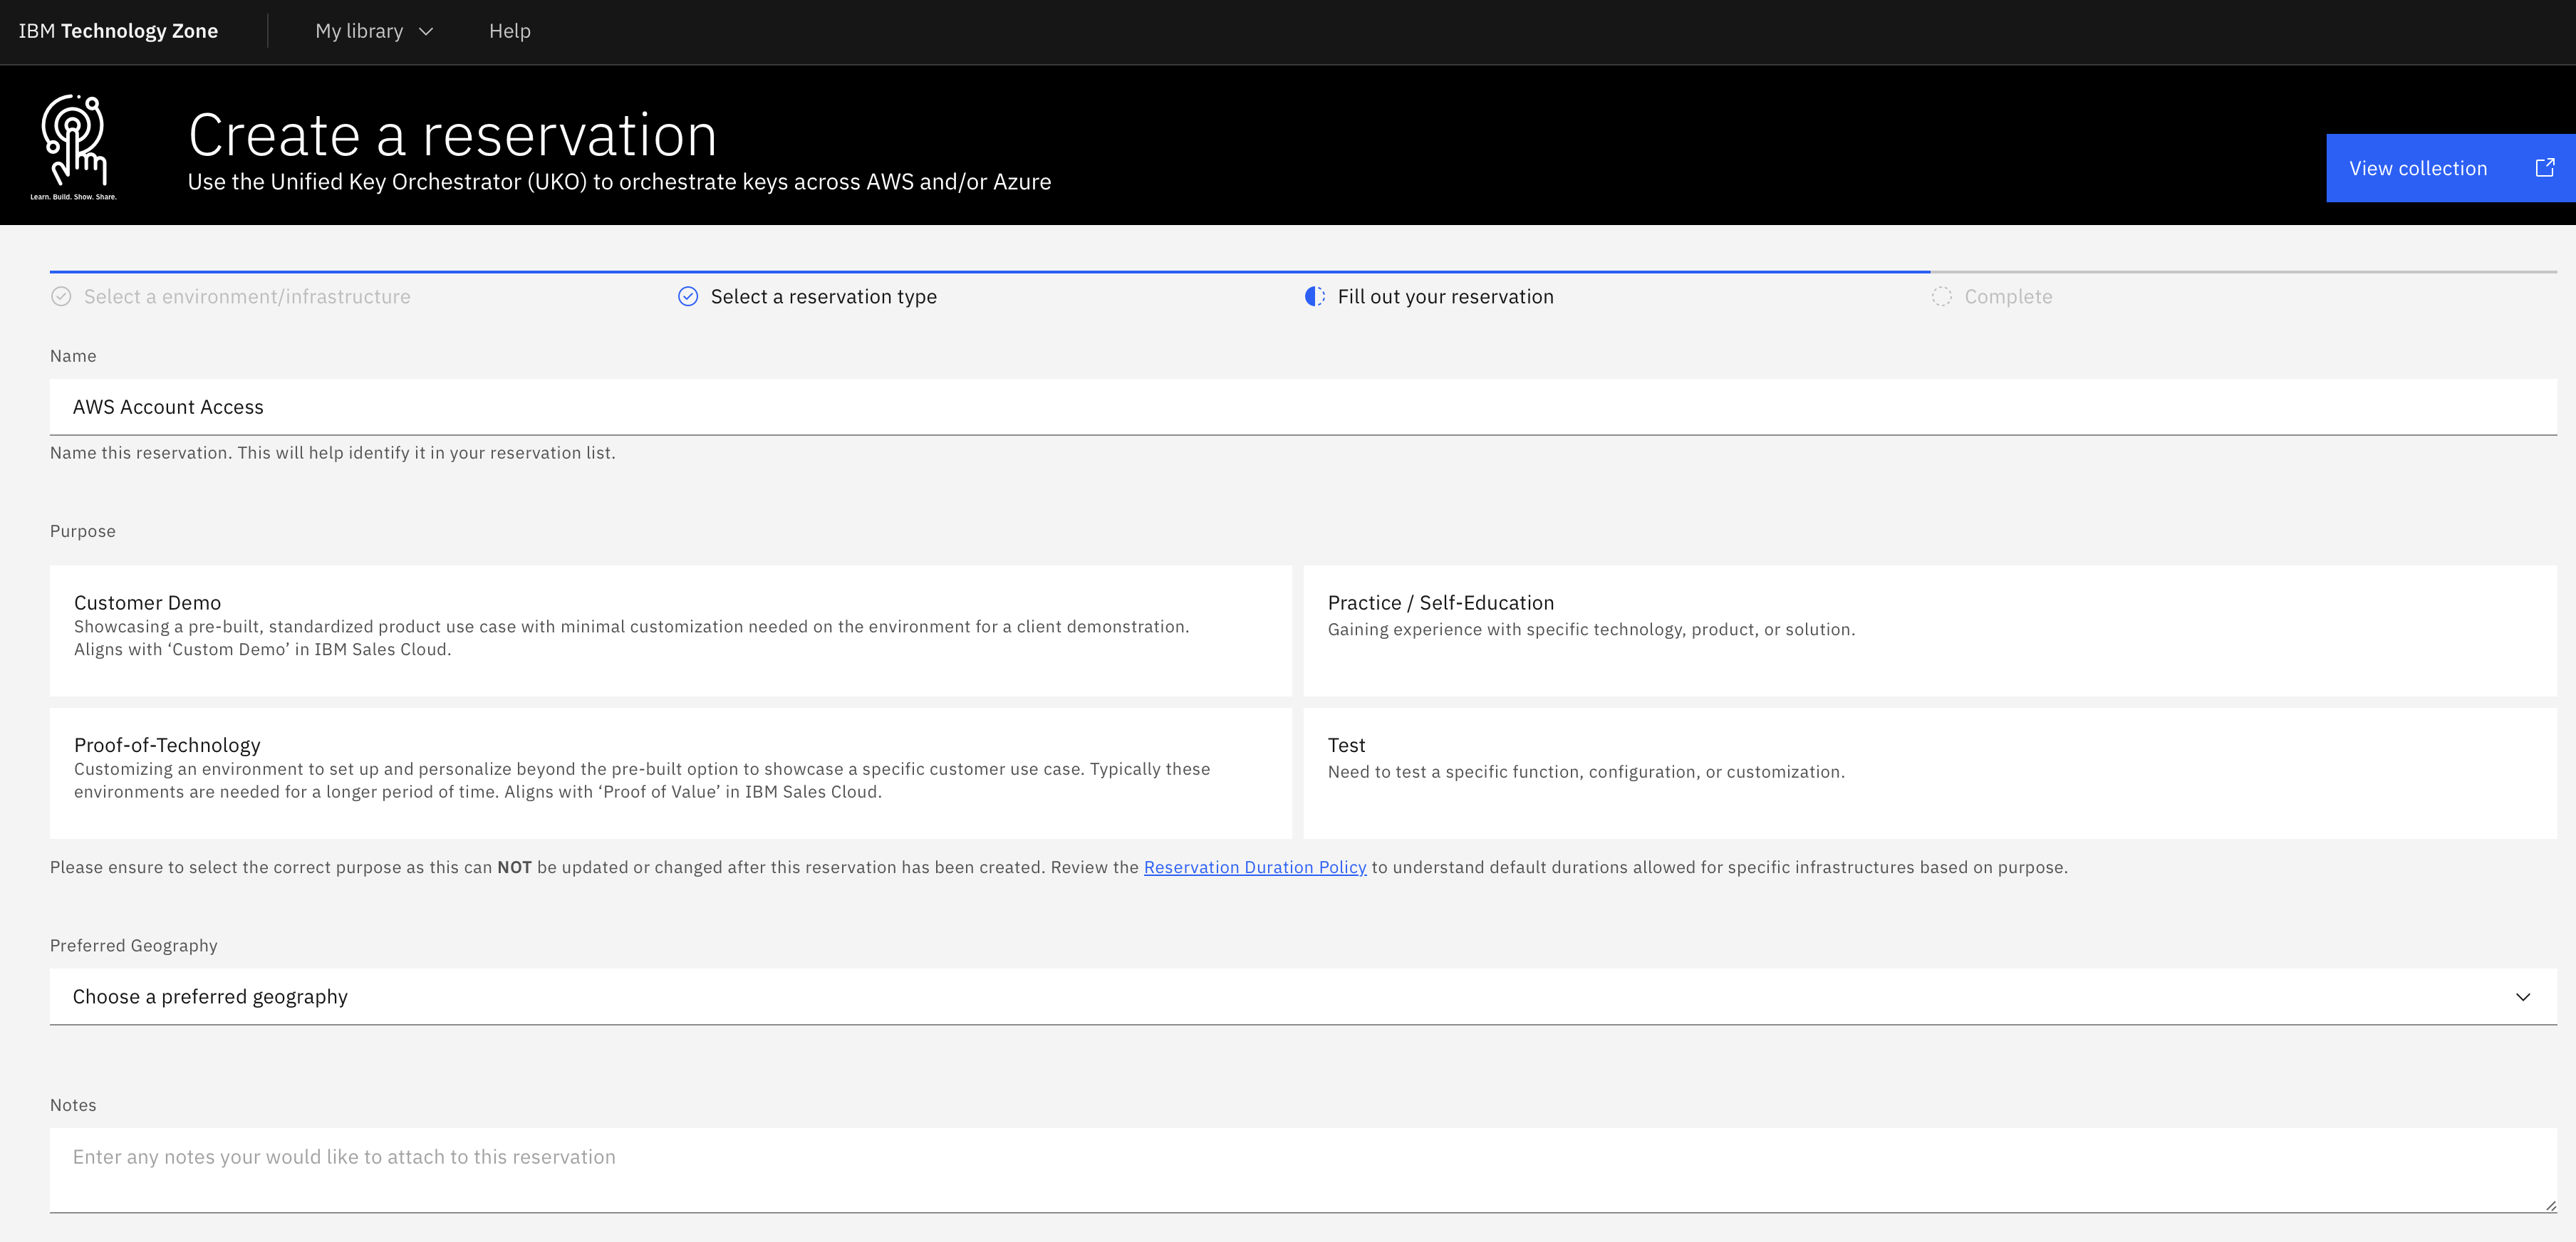 IBM Technology Zone
My library
Help
Create a reservation
Use the Unified Key Orchestrator (UKO) to orchestrate keys across AWS and/or Azure
Learn. Build. Show. Share.
View collection
Select a environment/infrastructure
Select a reservation type
Fill out your reservation
Complete
Name
AWS Account Access
Name this reservation. This will help identify it in your reservation list.
Purpose
Customer Demo
Showcasing a pre-built, standardized product use case with minimal customization needed on the environment for a client demonstration.
Aligns with ‘Custom Demo’ in IBM Sales Cloud.
Practice / Self-Education
Gaining experience with specific technology, product, or solution.
Proof-of-Technology
Customizing an environment to set up and personalize beyond the pre-built option to showcase a specific customer use case. Typically these
environments are needed for a longer period of time. Aligns with ‘Proof of Value’ in IBM Sales Cloud.
Test
Need to test a specific function, configuration, or customization.
Please ensure to select the correct purpose as this can NOT be updated or changed after this reservation has been created. Review the Reservation Duration Policy to understand default durations allowed for specific infrastructures based on purpose.
Preferred Geography
Choose a preferred geography
Notes
Enter any notes your would like to attach to this reservation